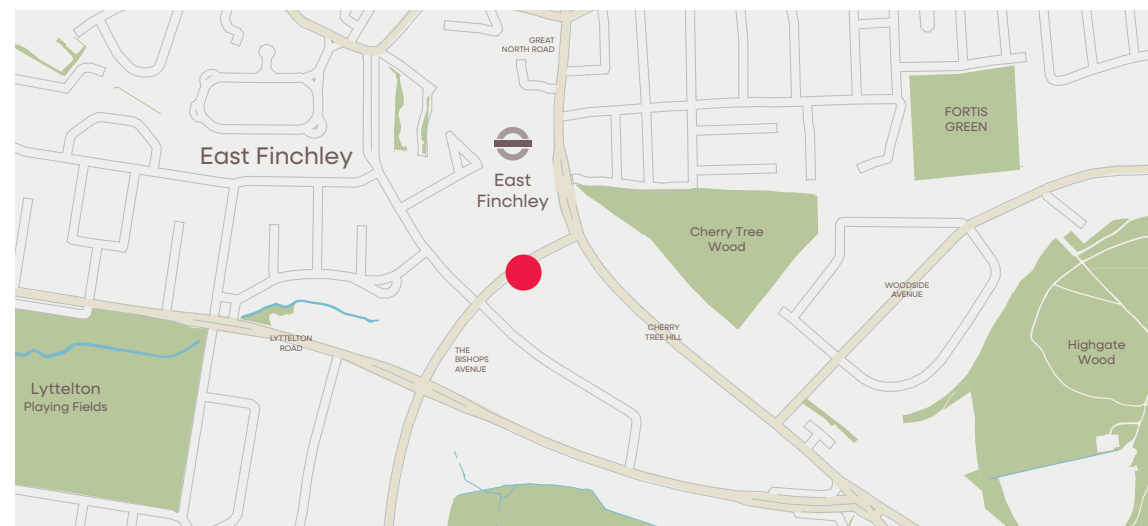 GREAT
NORTH ROAD
FORTIS
GREEN
East Finchley
East
Finchley
Cherry Tree
Wood
WOODSIDE
AVENUE
CHERRY
TREE HILL
LYTTELTON
ROAD
THE
BISHOPS
AVENUE
Highgate
Wood
Lyttelton
Playing Fields